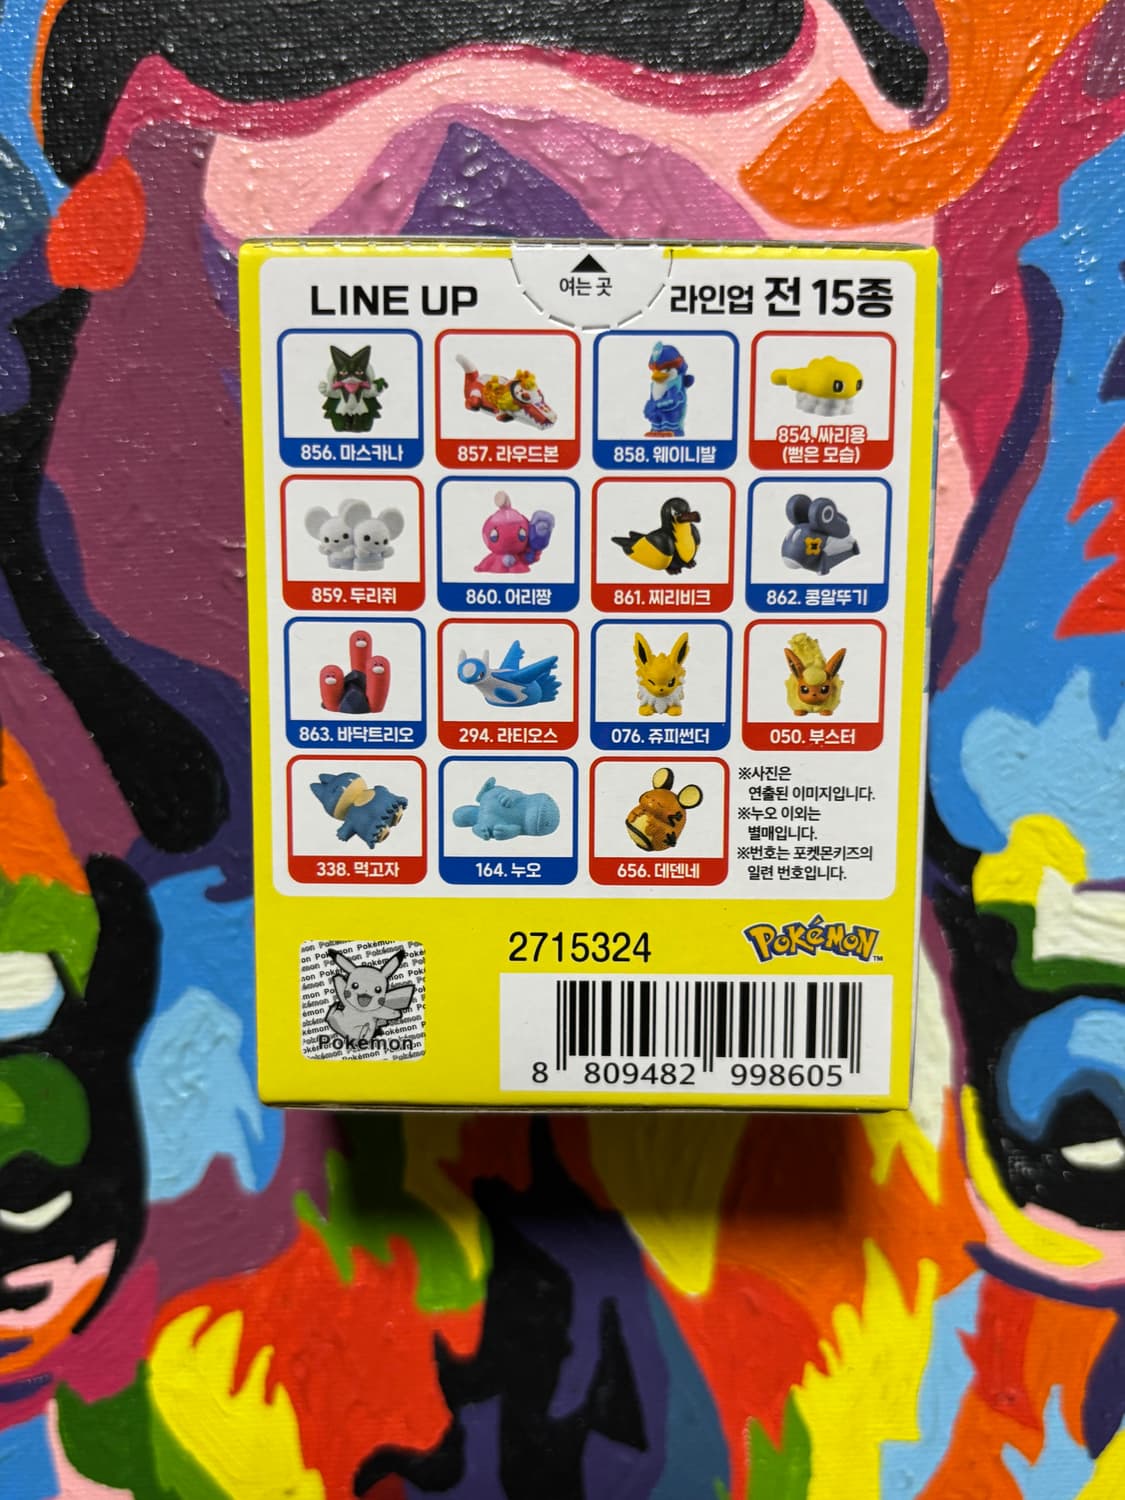 여는 곳
LINE UP
라인업 전 15종
856. 마스카나
857. 라우드본
858. 웨이니발
854. 싸리용
(뻗은 모습)
859. 두리쥐
860. 어리짱
861. 찌리비크
862. 콩알뚜기
863. 바닥트리오
294. 라티오스
076. 쥬피썬더
050. 부스터
338. 먹고자
164. 누오
656. 데덴네
※사진은
연출된 이미지입니다.
※누오 이외는
별매입니다.
※번호는 포켓몬키즈의
일련 번호입니다.
2715324
POKéMON
TM
Pokémon
8 809482 998605